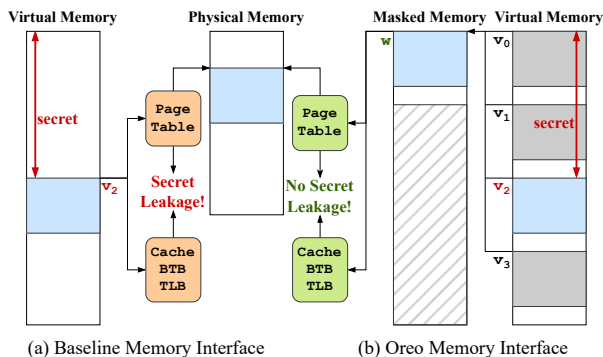 Virtual Memory
Physical Memory
Masked Memory
Virtual Memory
secret
v2
Page
Table
Secret
Leakage!
Cache
BTB
TLB
Page
Table
No Secret
Leakage!
Cache
BTB
TLB
w
v0
v1
secret
v2
v3
(a) Baseline Memory Interface
(b) Oreo Memory Interface